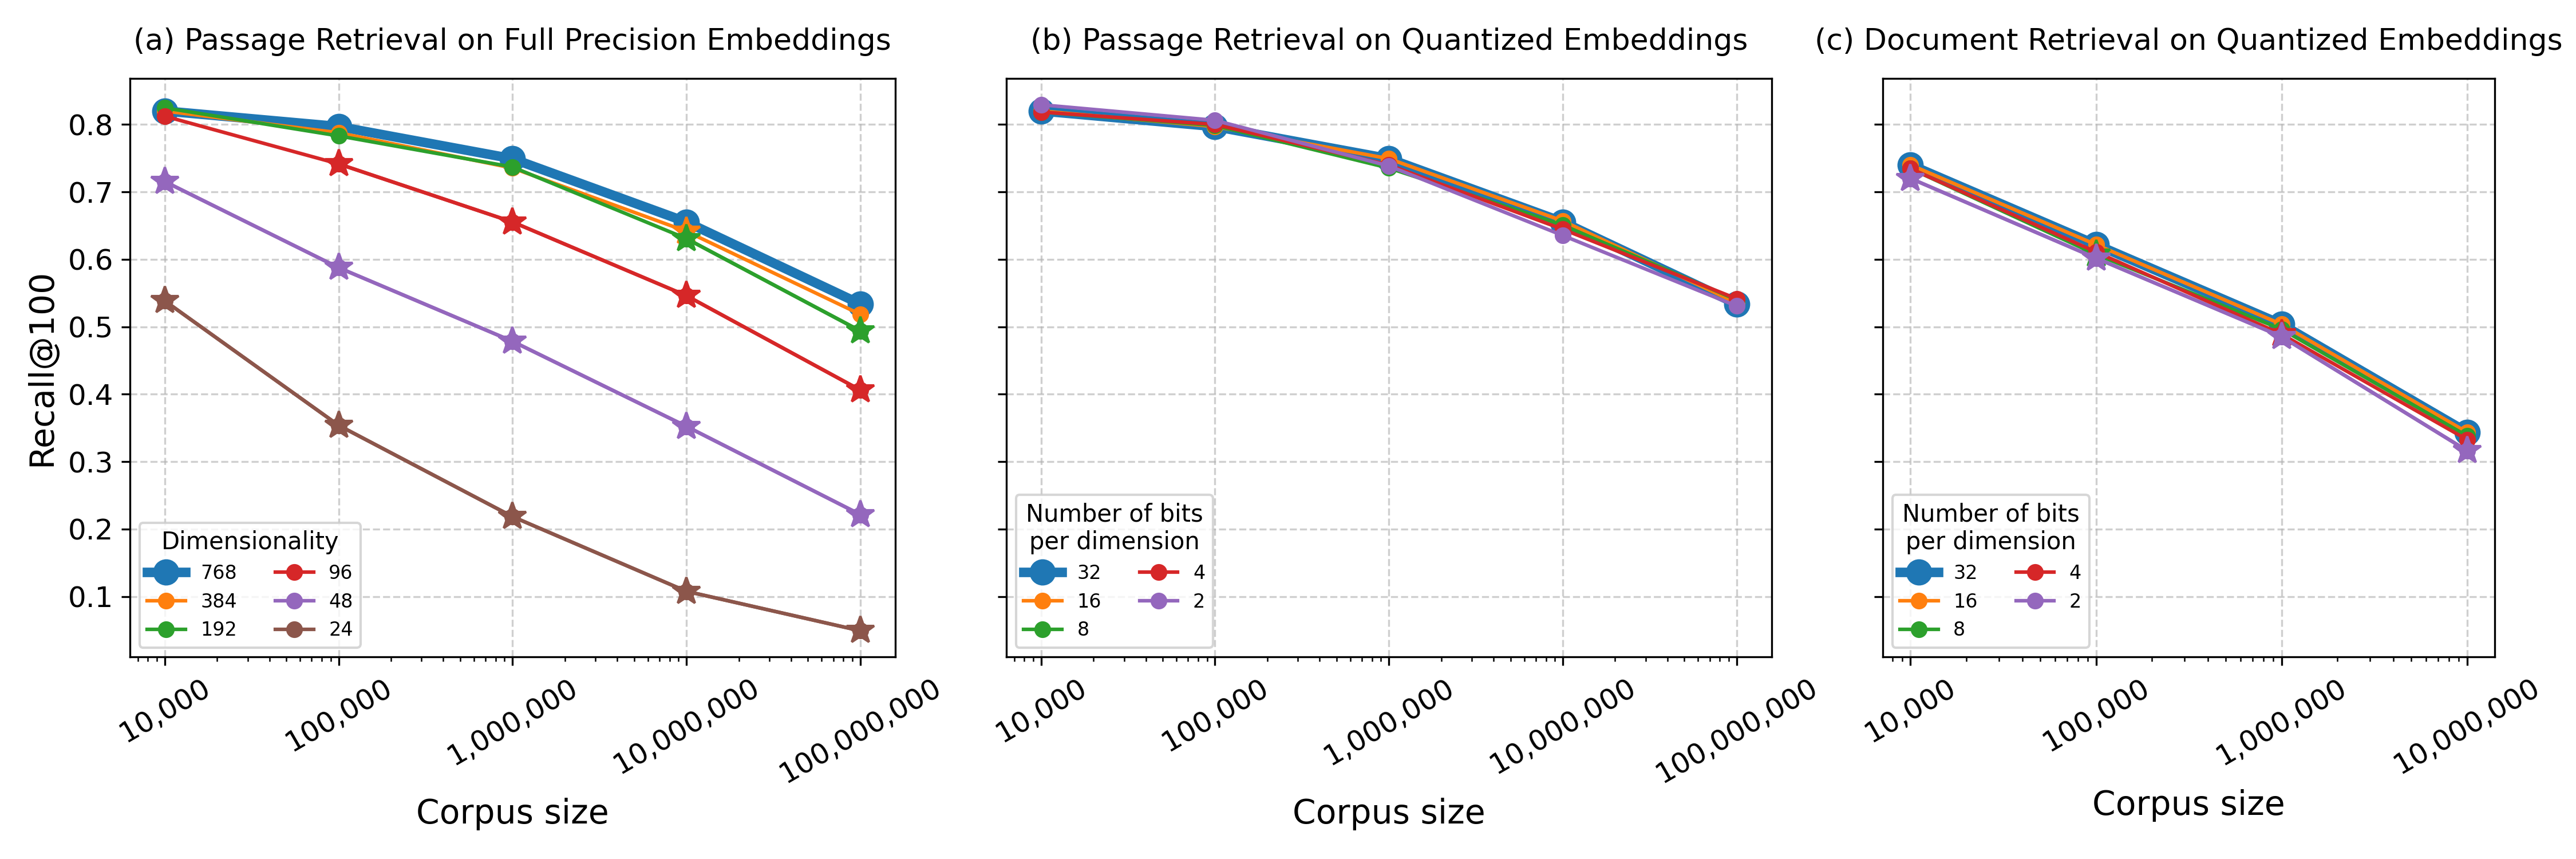 (a) Passage Retrieval on Full Precision Embeddings
Recall@100
0.8
0.7
0.6
0.5
0.4
0.3
0.2
0.1
Dimensionality
768 96
384 48
192 24
10,000 100,000 1,000,000 10,000,000 100,000,000
Corpus size
(b) Passage Retrieval on Quantized Embeddings
Number of bits
per dimension
32 4
16 2
8
10,000 100,000 1,000,000 10,000,000 100,000,000
Corpus size
(c) Document Retrieval on Quantized Embeddings
Number of bits
per dimension
32 4
16 2
8
10,000 100,000 1,000,000 10,000,000
Corpus size